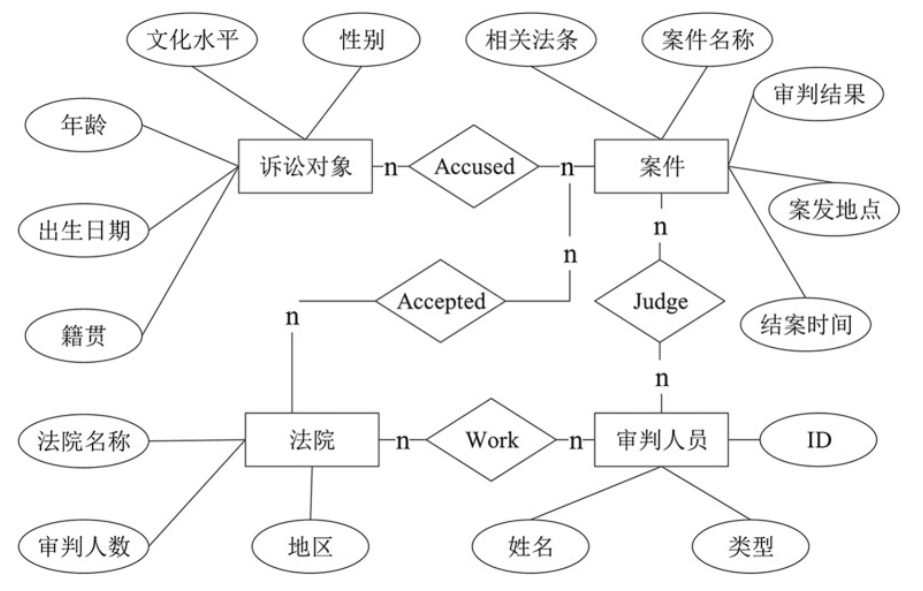 文化水平
性别
相关法条
案件名称
审判结果
年龄
诉讼对象
n
Accused
n
案件
案发地点
出生日期
n
n
籍贯
n
Accepted
Judge
结案时间
n
法院名称
法院
n
Work
n
审判人员
ID
审判人数
地区
姓名
类型